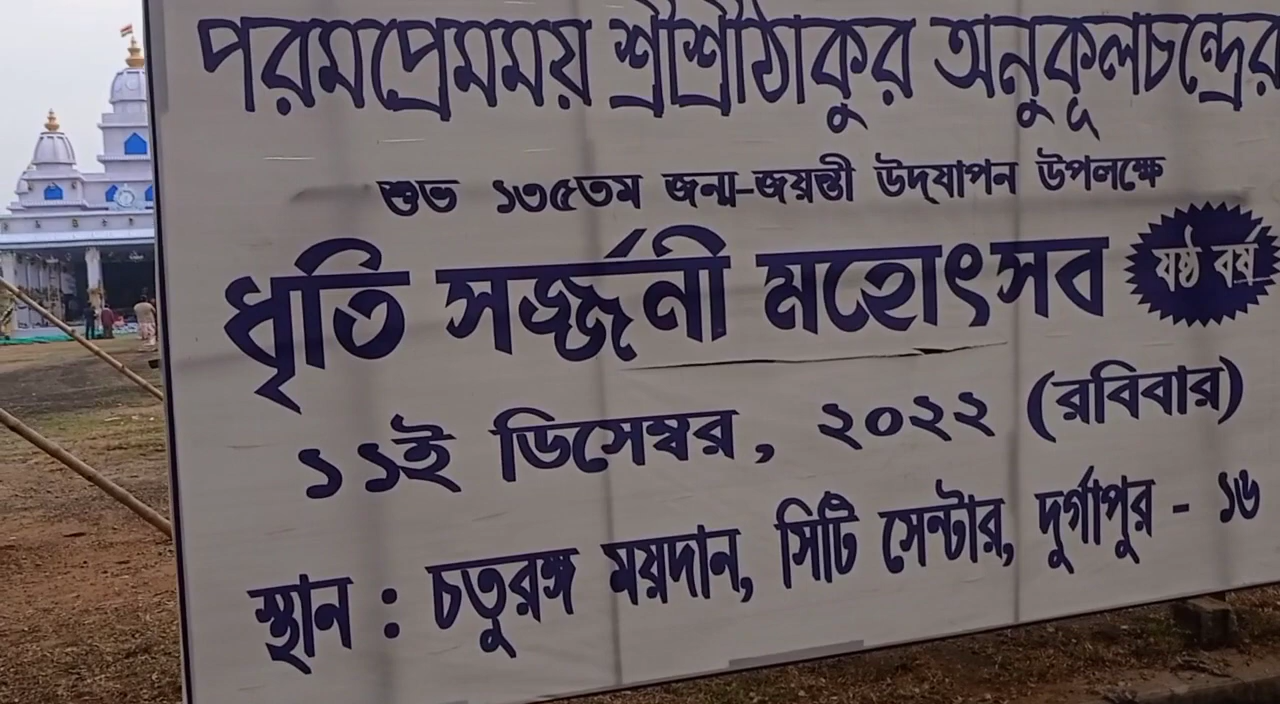 পরমপ্রেমময় শ্রীশ্রীঠাকুর অনুকূলচন্দ্রের
শুভ ১৩৫তম জন্ম-জয়ন্তী উদ্‌যাপন উপলক্ষে
ধৃতি সর্জ্জনী মহোৎসব ষষ্ঠ বর্ষ
১১ই ডিসেম্বর, ২০২২ (রবিবার)
স্থান : চতুরঙ্গ ময়দান, সিটি সেন্টার, দুর্গাপুর - ১৬